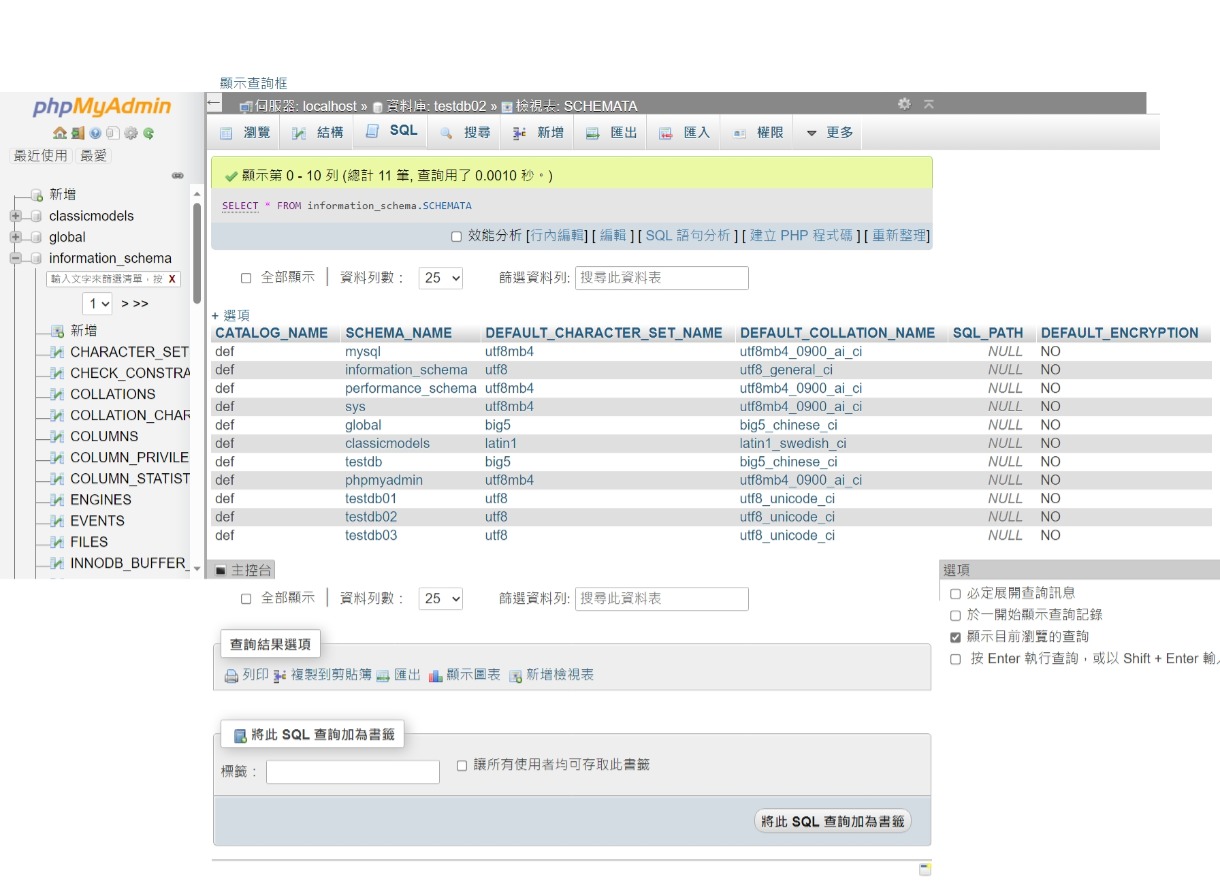 顯示查詢框
phpMyAdmin
最近使用 最愛
新增
classicmodels
global
information_schema
輸入文字來篩選清單，按 X
1 > >>
新增
CHARACTER_SET
CHECK_CONSTRA
COLLATIONS
COLLATION_CHAR
COLUMNS
COLUMN_PRIVILE
COLUMN_STATIST
ENGINES
EVENTS
FILES
INNODB_BUFFER_
伺服器: localhost » 資料庫: testdb02 » 檢視表: SCHEMATA
瀏覽 結構 SQL 搜尋 新增 匯出 匯入 權限 更多
顯示第 0 - 10 列 (總計 11 筆, 查詢用了 0.0010 秒。)
SELECT * FROM information_schema.SCHEMATA
效能分析 [行內編輯] [ 編輯 ] [ SQL 語句分析 ] [ 建立 PHP 程式碼 ] [ 重新整理]
全部顯示 資料列數： 25 篩選資料列: 搜尋此資料表
+ 選項
CATALOG_NAME SCHEMA_NAME DEFAULT_CHARACTER_SET_NAME DEFAULT_COLLATION_NAME SQL_PATH DEFAULT_ENCRYPTION
def mysql utf8mb4 utf8mb4_0900_ai_ci NULL NO
def information_schema utf8 utf8_general_ci NULL NO
def performance_schema utf8mb4 utf8mb4_0900_ai_ci NULL NO
def sys utf8mb4 utf8mb4_0900_ai_ci NULL NO
def global big5 big5_chinese_ci NULL NO
def classicmodels latin1 latin1_swedish_ci NULL NO
def testdb big5 big5_chinese_ci NULL NO
def phpmyadmin utf8mb4 utf8mb4_0900_ai_ci NULL NO
def testdb01 utf8 utf8_unicode_ci NULL NO
def testdb02 utf8 utf8_unicode_ci NULL NO
def testdb03 utf8 utf8_unicode_ci NULL NO
主控台
全部顯示 資料列數： 25 篩選資料列: 搜尋此資料表
選項
必定展開查詢訊息
於一開始顯示查詢記錄
顯示目前瀏覽的查詢
按 Enter 執行查詢，或以 Shift + Enter 輸
查詢結果選項
列印 複製到剪貼簿 匯出 顯示圖表 新增檢視表
將此 SQL 查詢加為書籤
標籤： 讓所有使用者均可存取此書籤
將此 SQL 查詢加為書籤